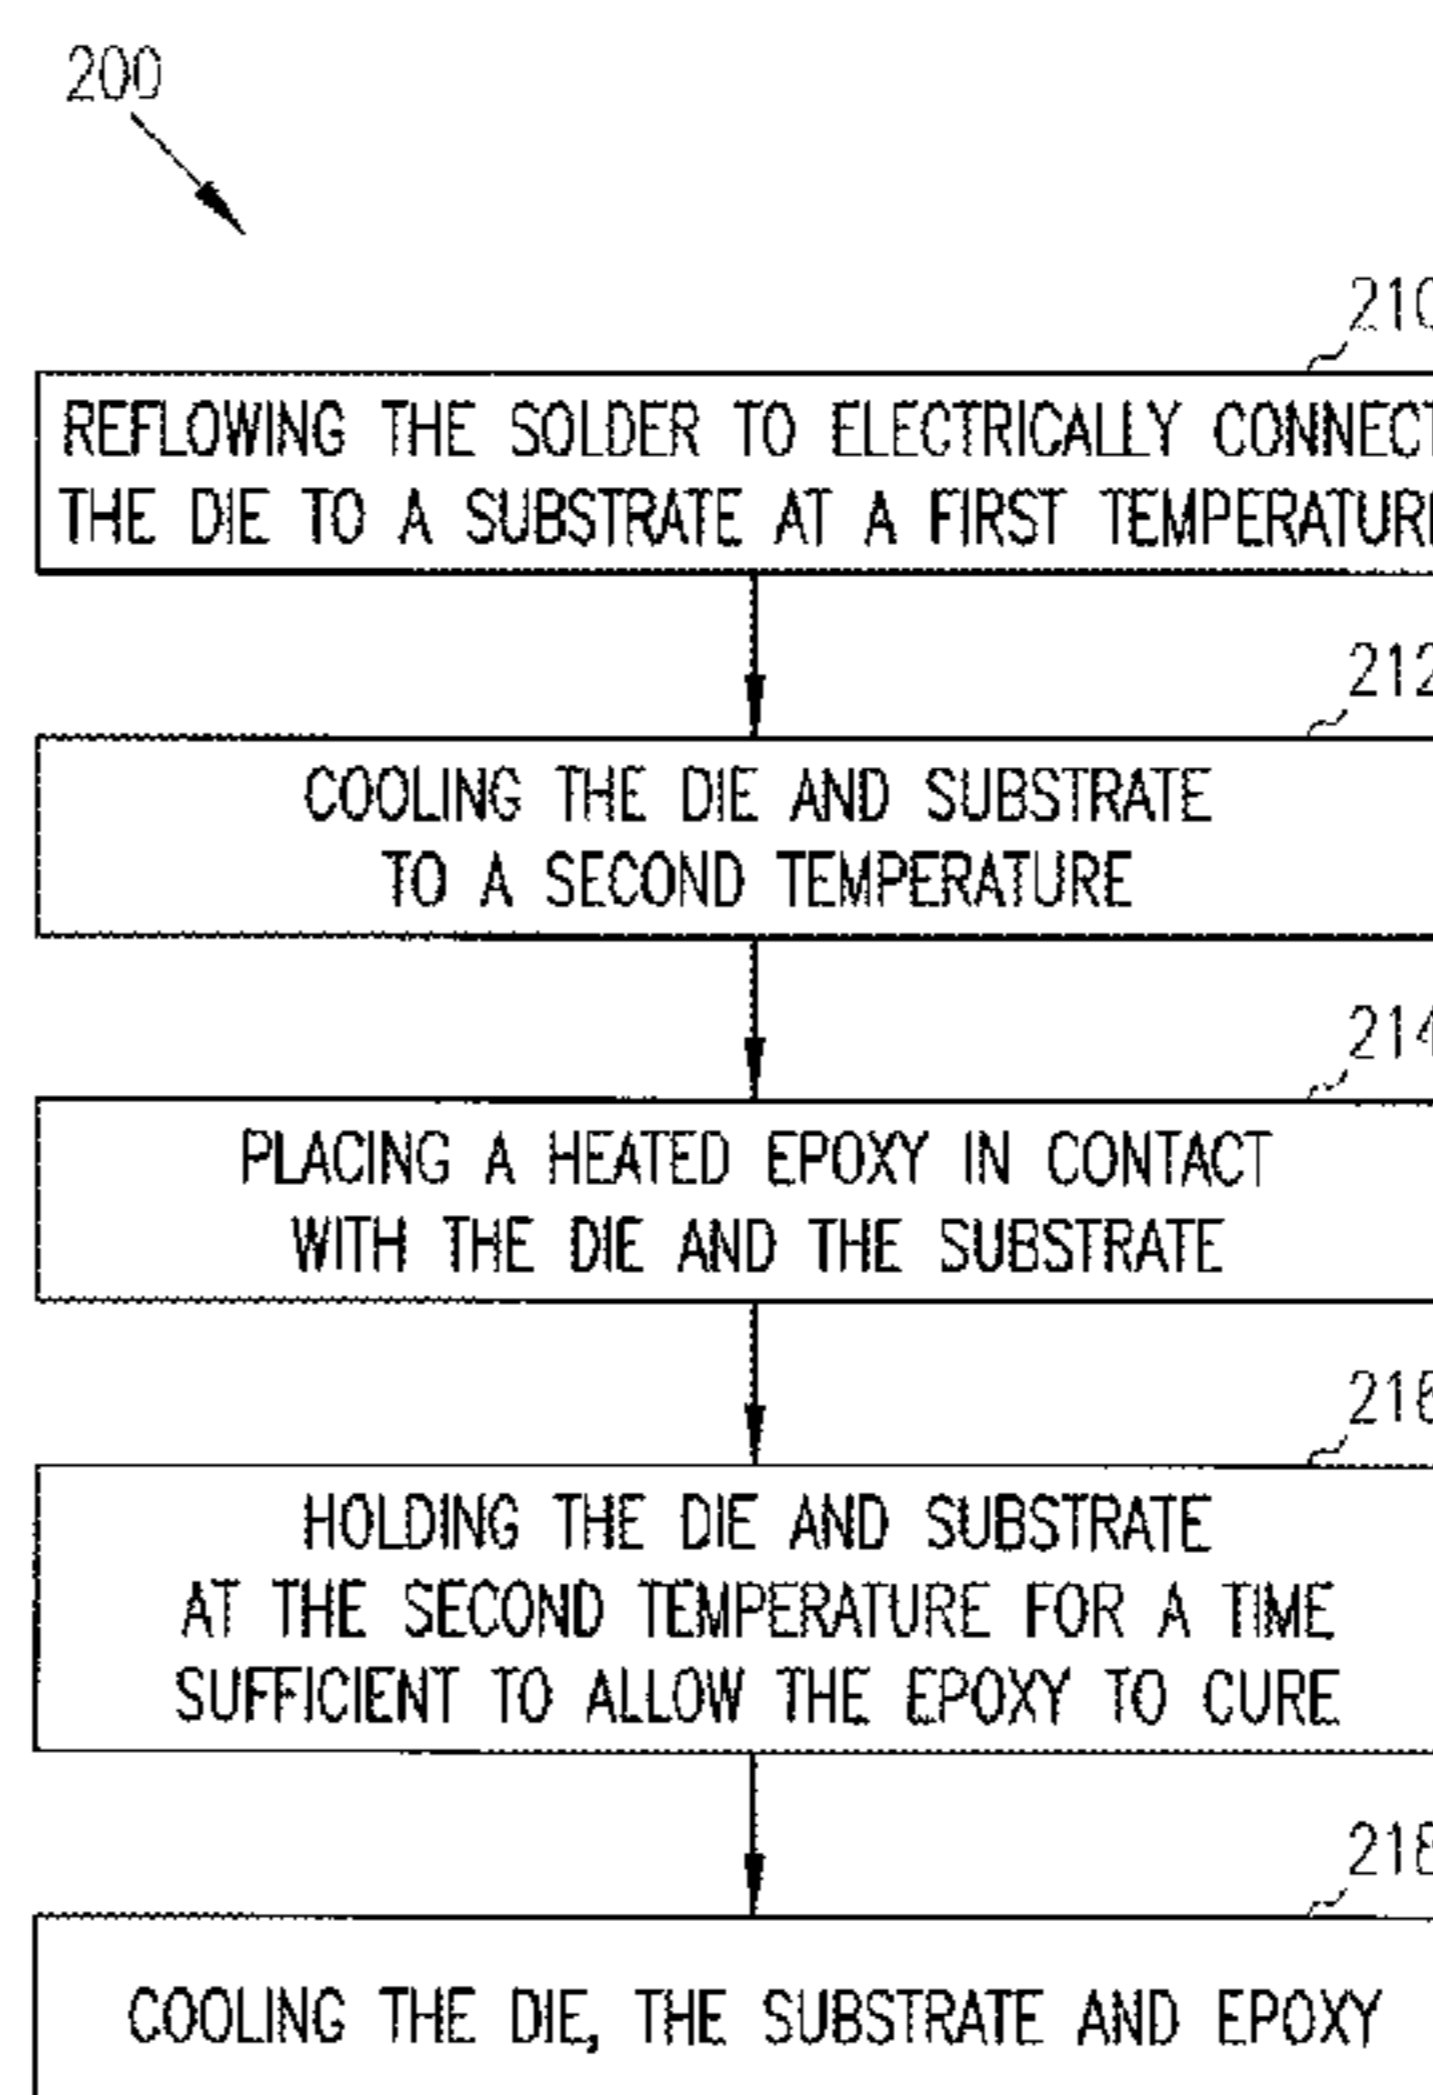 200
210
REFLOWING THE SOLDER TO ELECTRICALLY CONNECT
THE DIE TO A SUBSTRATE AT A FIRST TEMPERATURE
212
COOLING THE DIE AND SUBSTRATE
TO A SECOND TEMPERATURE
214
PLACING A HEATED EPOXY IN CONTACT
WITH THE DIE AND THE SUBSTRATE
216
HOLDING THE DIE AND SUBSTRATE
AT THE SECOND TEMPERATURE FOR A TIME
SUFFICIENT TO ALLOW THE EPOXY TO CURE
218
COOLING THE DIE, THE SUBSTRATE AND EPOXY